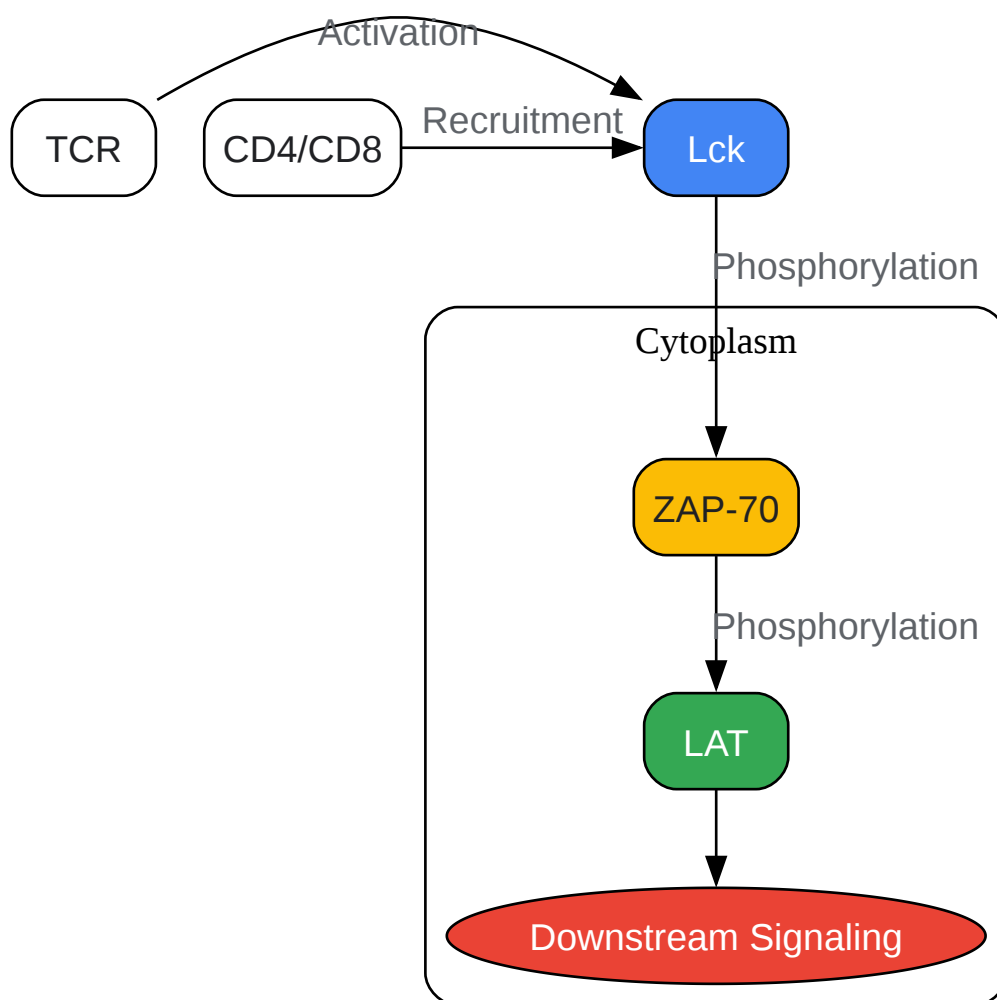 Activation
TCR
CD4/CD8
Recruitment
Lck
Phosphorylation
Cytoplasm
ZAP-70
Phosphorylation
LAT
Downstream Signaling